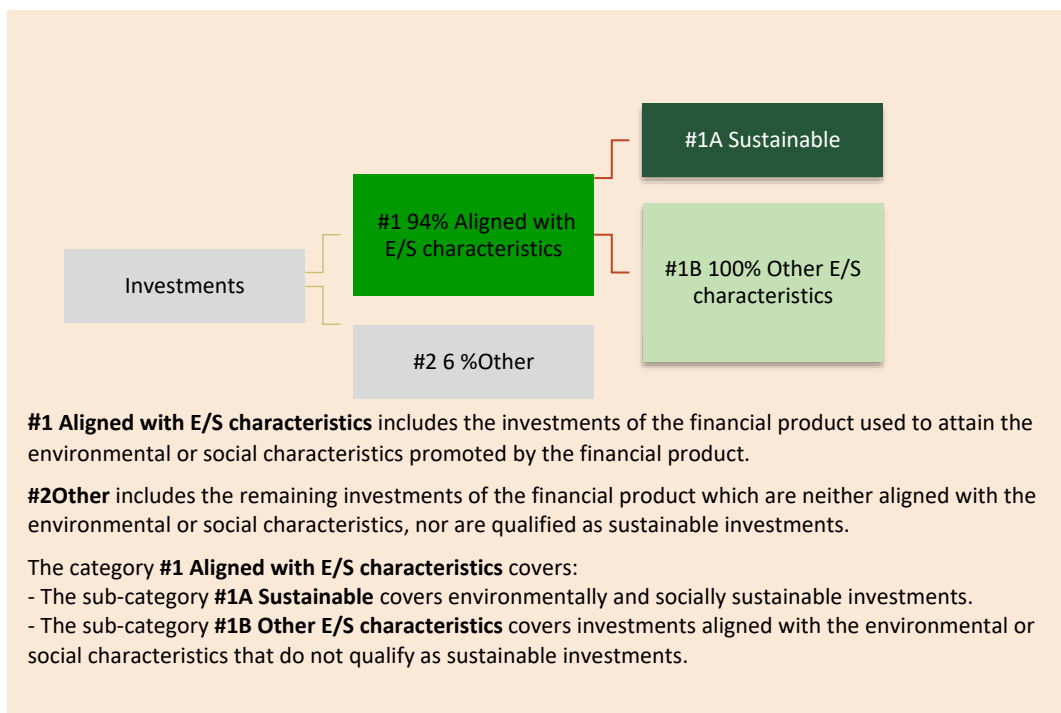 #1A Sustainable
#1 94% Aligned with
E/S characteristics
#1B 100% Other E/S
characteristics
Investments
#2 6 %Other
#1 Aligned with E/S characteristics includes the investments of the financial product used to attain the
environmental or social characteristics promoted by the financial product.
#2Other includes the remaining investments of the financial product which are neither aligned with the
environmental or social characteristics, nor are qualified as sustainable investments.
The category #1 Aligned with E/S characteristics covers:
- The sub-category #1A Sustainable covers environmentally and socially sustainable investments.
- The sub-category #1B Other E/S characteristics covers investments aligned with the environmental or
social characteristics that do not qualify as sustainable investments.